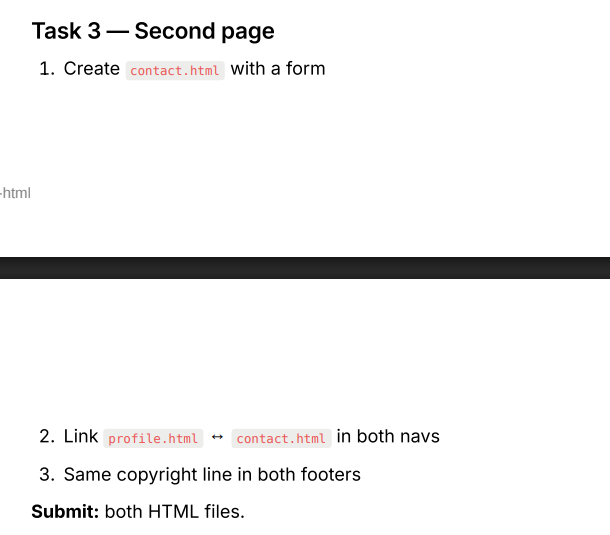 Task 3 — Second page
1. Create contact.html with a form
-html
2. Link profile.html ↔ contact.html in both navs
3. Same copyright line in both footers
Submit: both HTML files.